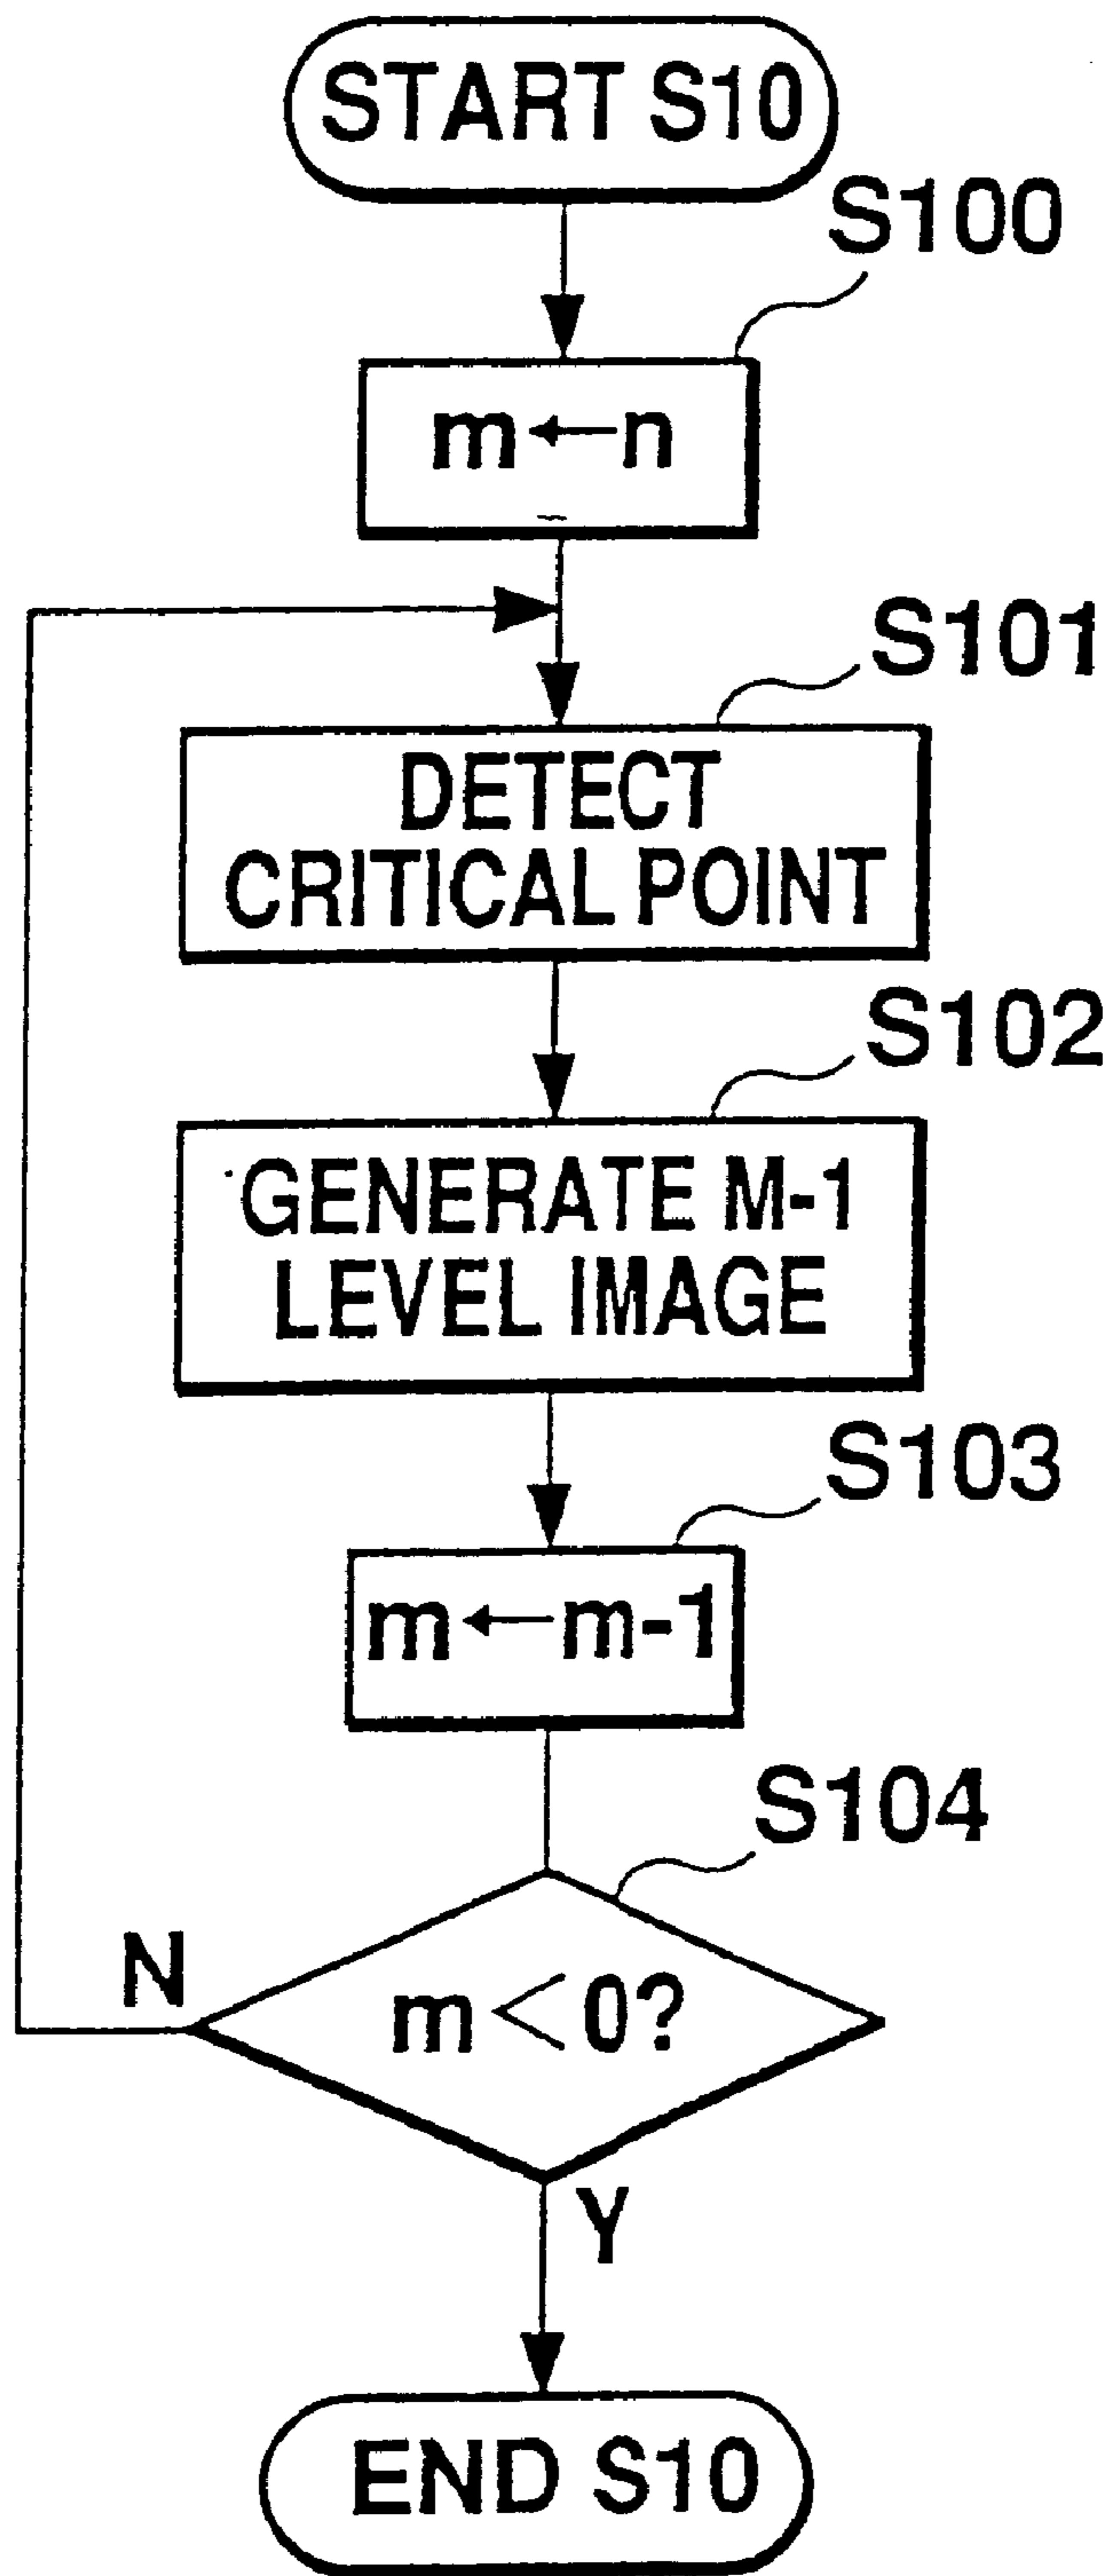 START S10
S100
m←n
S101
DETECT
CRITICAL POINT
S102
GENERATE M-1
LEVEL IMAGE
S103
m←m-1
S104
N
m<0?
Y
END S10